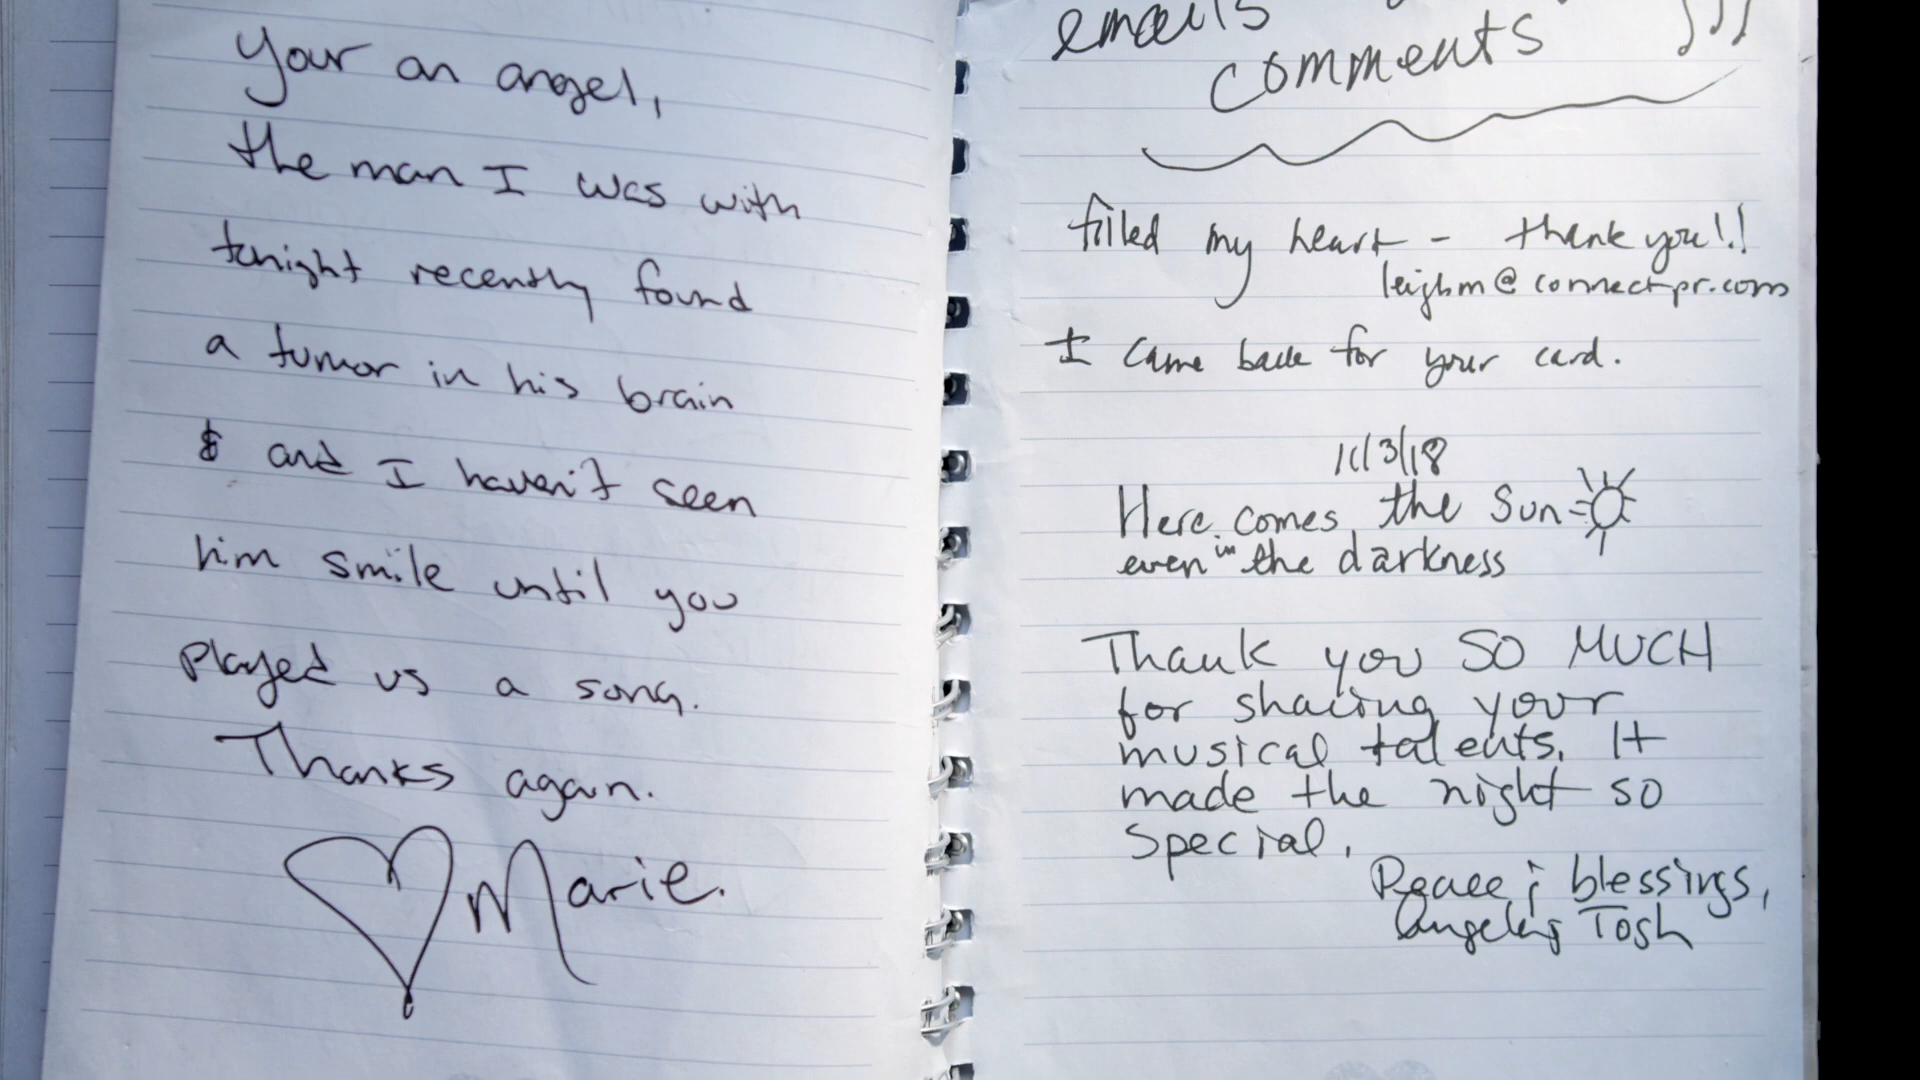 Your an angel,
the man I was with
tonight recently found
a tumor in his brain
& and I haven't seen
him smile until you
Played us a song.
Thanks again.
Marie.
emails
comments
filled my heart - thank you!!
leighm@connectpr.com
I came back for your card.
11/3/18
Here comes the Sun
even in the darkness
Thank you SO MUCH
for sharing your
musical talents. It
made the night so
special.
Peace & blessings,
Tosh